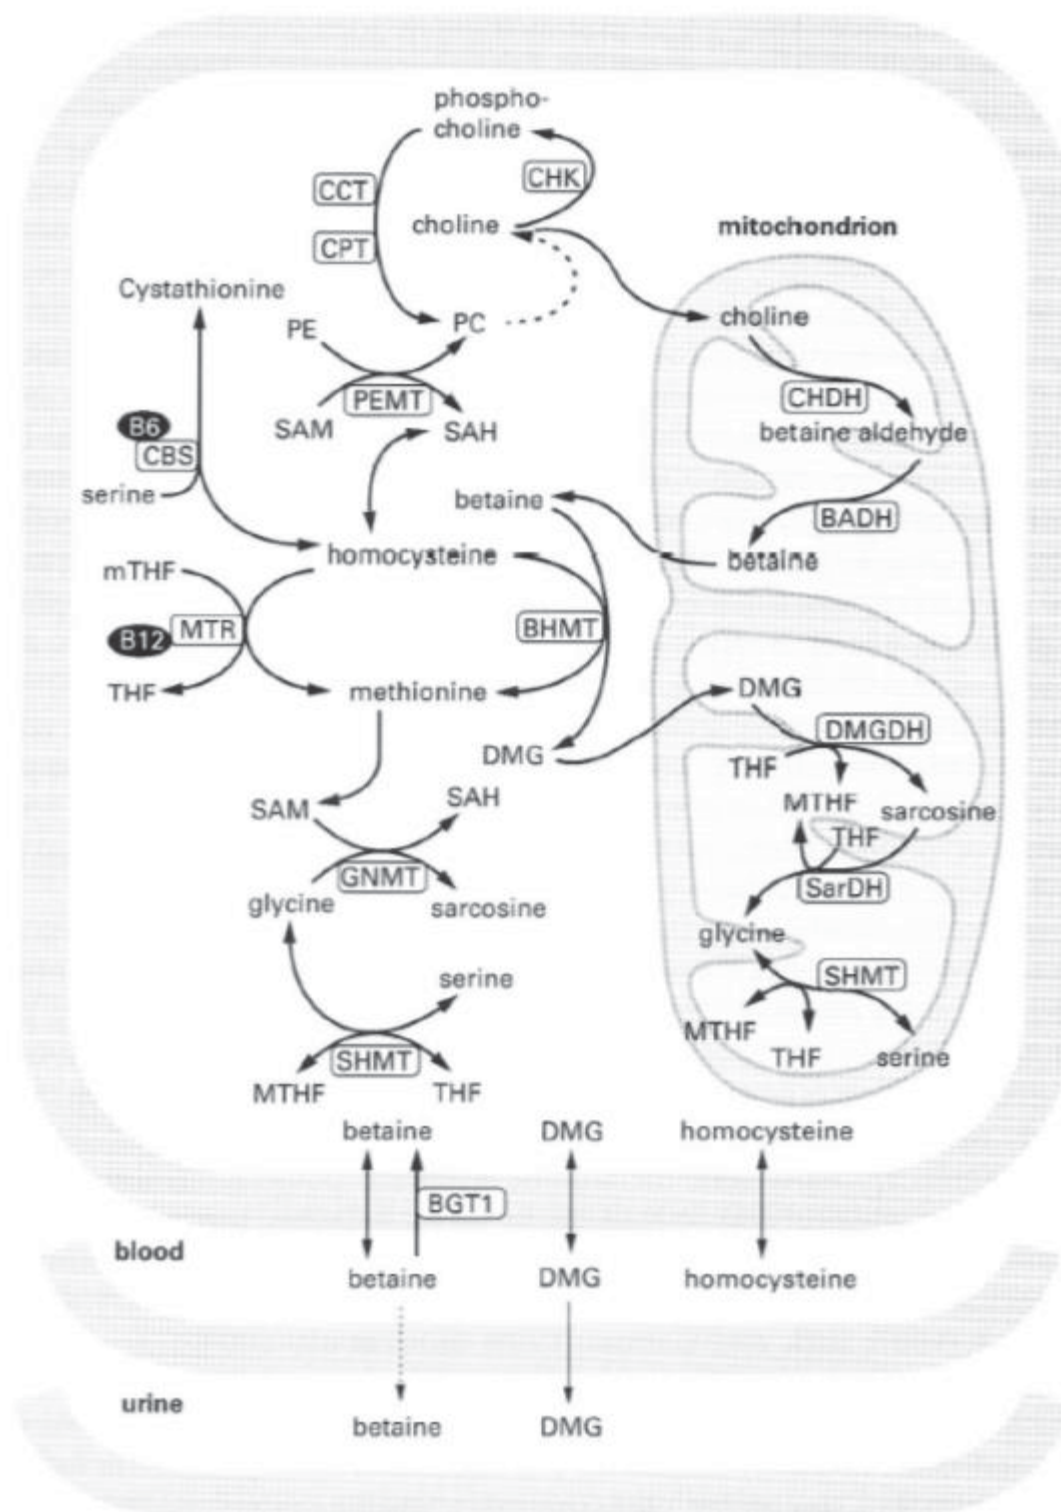 phospho-
choline
CCT
CHK
choline
CPT
mitochondrion
Cystathionine
PE
PC
choline
PEMT
CHDH
SAM
SAH
betaine aldehyde
B6
CBS
serine
betaine
BADH
homocysteine
betaine
mTHF
MTR
B12
BHMT
THF
methionine
DMG
DMG
DMGDH
THF
SAM
SAH
MTHF
sarcosine
THF
GNMT
SarDH
glycine
sarcosine
glycine
serine
SHMT
MTHF
THF
serine
SHMT
MTHF
THF
betaine
DMG
homocysteine
BGT1
blood
betaine
DMG
homocysteine
urine
betaine
DMG